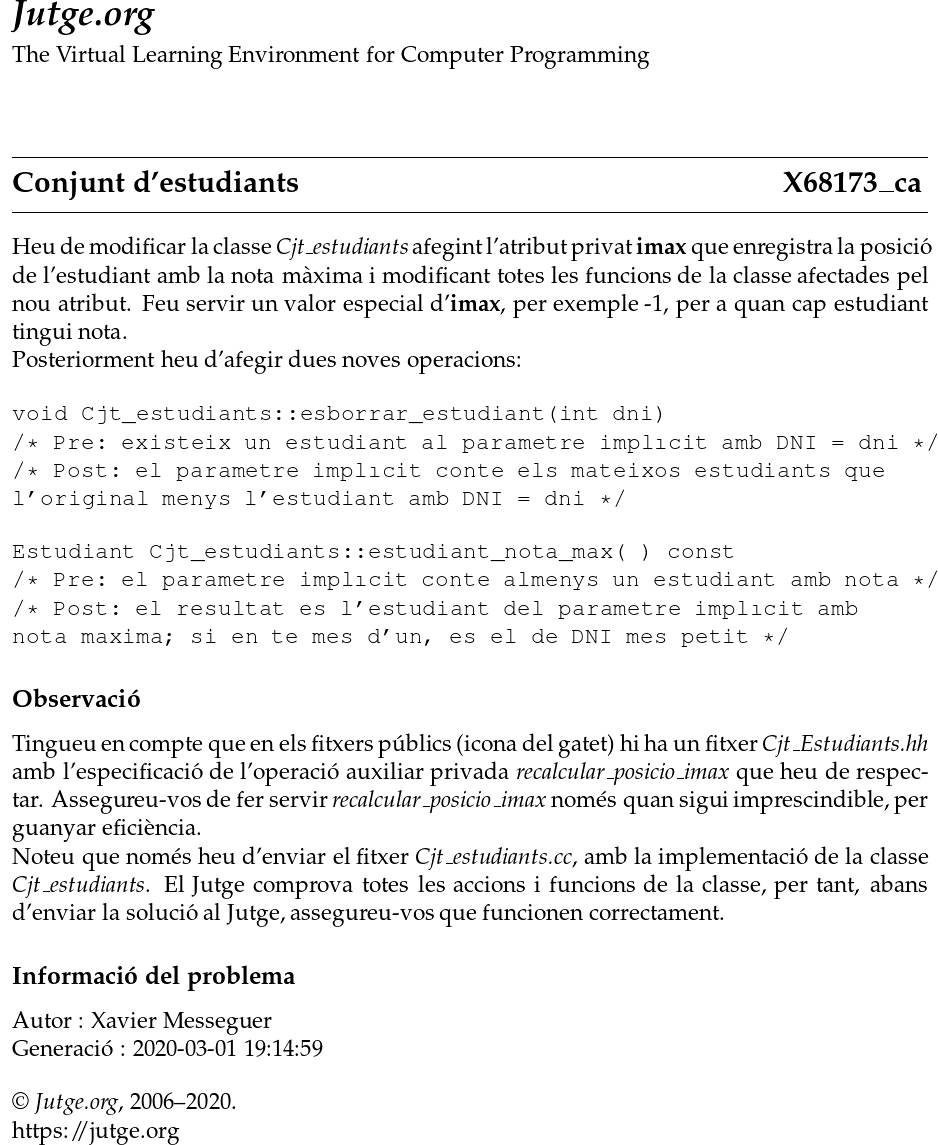 Jutge.org
The Virtual Learning Environment for Computer Programming
Conjunt d'estudiants X68173_ca
Heu de modificar la classe Cjt_estudiants afegint l'atribut privat imax que enregistra la posició
de l'estudiant amb la nota màxima i modificant totes les funcions de la classe afectades pel
nou atribut. Feu servir un valor especial d'imax, per exemple -1, per a quan cap estudiant
tingui nota.
Posteriorment heu d'afegir dues noves operacions:
void Cjt_estudiants::esborrar_estudiant(int dni)
/* Pre: existeix un estudiant al parametre implıcit amb DNI = dni */
/* Post: el parametre implıcit conte els mateixos estudiants que
l'original menys l'estudiant amb DNI = dni */
Estudiant Cjt_estudiants::estudiant_nota_max( ) const
/* Pre: el parametre implıcit conte almenys un estudiant amb nota */
/* Post: el resultat es l'estudiant del parametre implıcit amb
nota maxima; si en te mes d'un, es el de DNI mes petit */
Observació
Tingueu en compte que en els fitxers públics (icona del gatet) hi ha un fitxer Cjt_Estudiants.hh
amb l'especificació de l'operació auxiliar privada recalcular_posicio_imax que heu de respec-
tar. Assegureu-vos de fer servir recalcular_posicio_imax només quan sigui imprescindible, per
guanyar eficiència.
Noteu que només heu d'enviar el fitxer Cjt_estudiants.cc, amb la implementació de la classe
Cjt_estudiants. El Jutge comprova totes les accions i funcions de la classe, per tant, abans
d'enviar la solució al Jutge, assegureu-vos que funcionen correctament.
Informació del problema
Autor : Xavier Messeguer
Generació : 2020-03-01 19:14:59
© Jutge.org, 2006–2020.
https://jutge.org